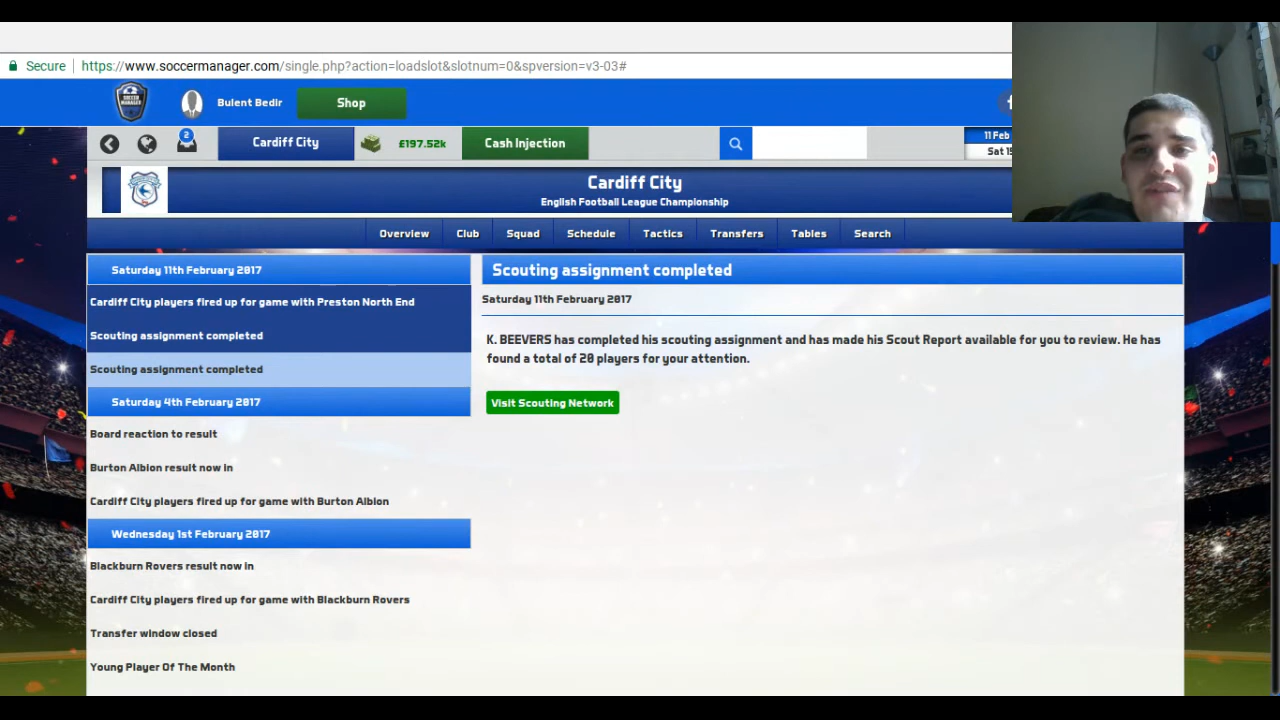 Secure https://www.soccermanager.com/single.php?action=loadslot&slotnum=0&spversion=v3-03#
SOCCER MANAGER
Bulent Bedir
Shop
2
Cardiff City
£197.52k
Cash Injection
11 Feb
Sat
Cardiff City
English Football League Championship
Overview Club Squad Schedule Tactics Transfers Tables Search
Saturday 11th February 2017
Cardiff City players fired up for game with Preston North End
Scouting assignment completed
Scouting assignment completed
Saturday 4th February 2017
Board reaction to result
Burton Albion result now in
Cardiff City players fired up for game with Burton Albion
Wednesday 1st February 2017
Blackburn Rovers result now in
Cardiff City players fired up for game with Blackburn Rovers
Transfer window closed
Young Player Of The Month
Scouting assignment completed
Saturday 11th February 2017
K. BEEVERS has completed his scouting assignment and has made his Scout Report available for you to review. He has
found a total of 20 players for your attention.
Visit Scouting Network